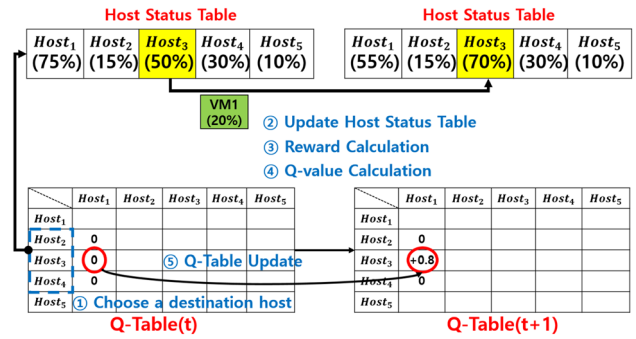 Host Status Table Host Status Table
Host₁ Host₂ Host₃ Host₄ Host₅ Host₁ Host₂ Host₃ Host₄ Host₅
(75%) (15%) (50%) (30%) (10%) (55%) (15%) (70%) (30%) (10%)
VM1
(20%)
② Update Host Status Table
③ Reward Calculation
④ Q-value Calculation
Host₁ Host₂ Host₃ Host₄ Host₅ Host₁ Host₂ Host₃ Host₄ Host₅
Host₁ Host₁
Host₂ 0 Host₂ 0
Host₃ 0 ⑤ Q-Table Update Host₃ +0.8
Host₄ 0 Host₄ 0
Host₅ ① Choose a destination host Host₅
Q-Table(t) Q-Table(t+1)